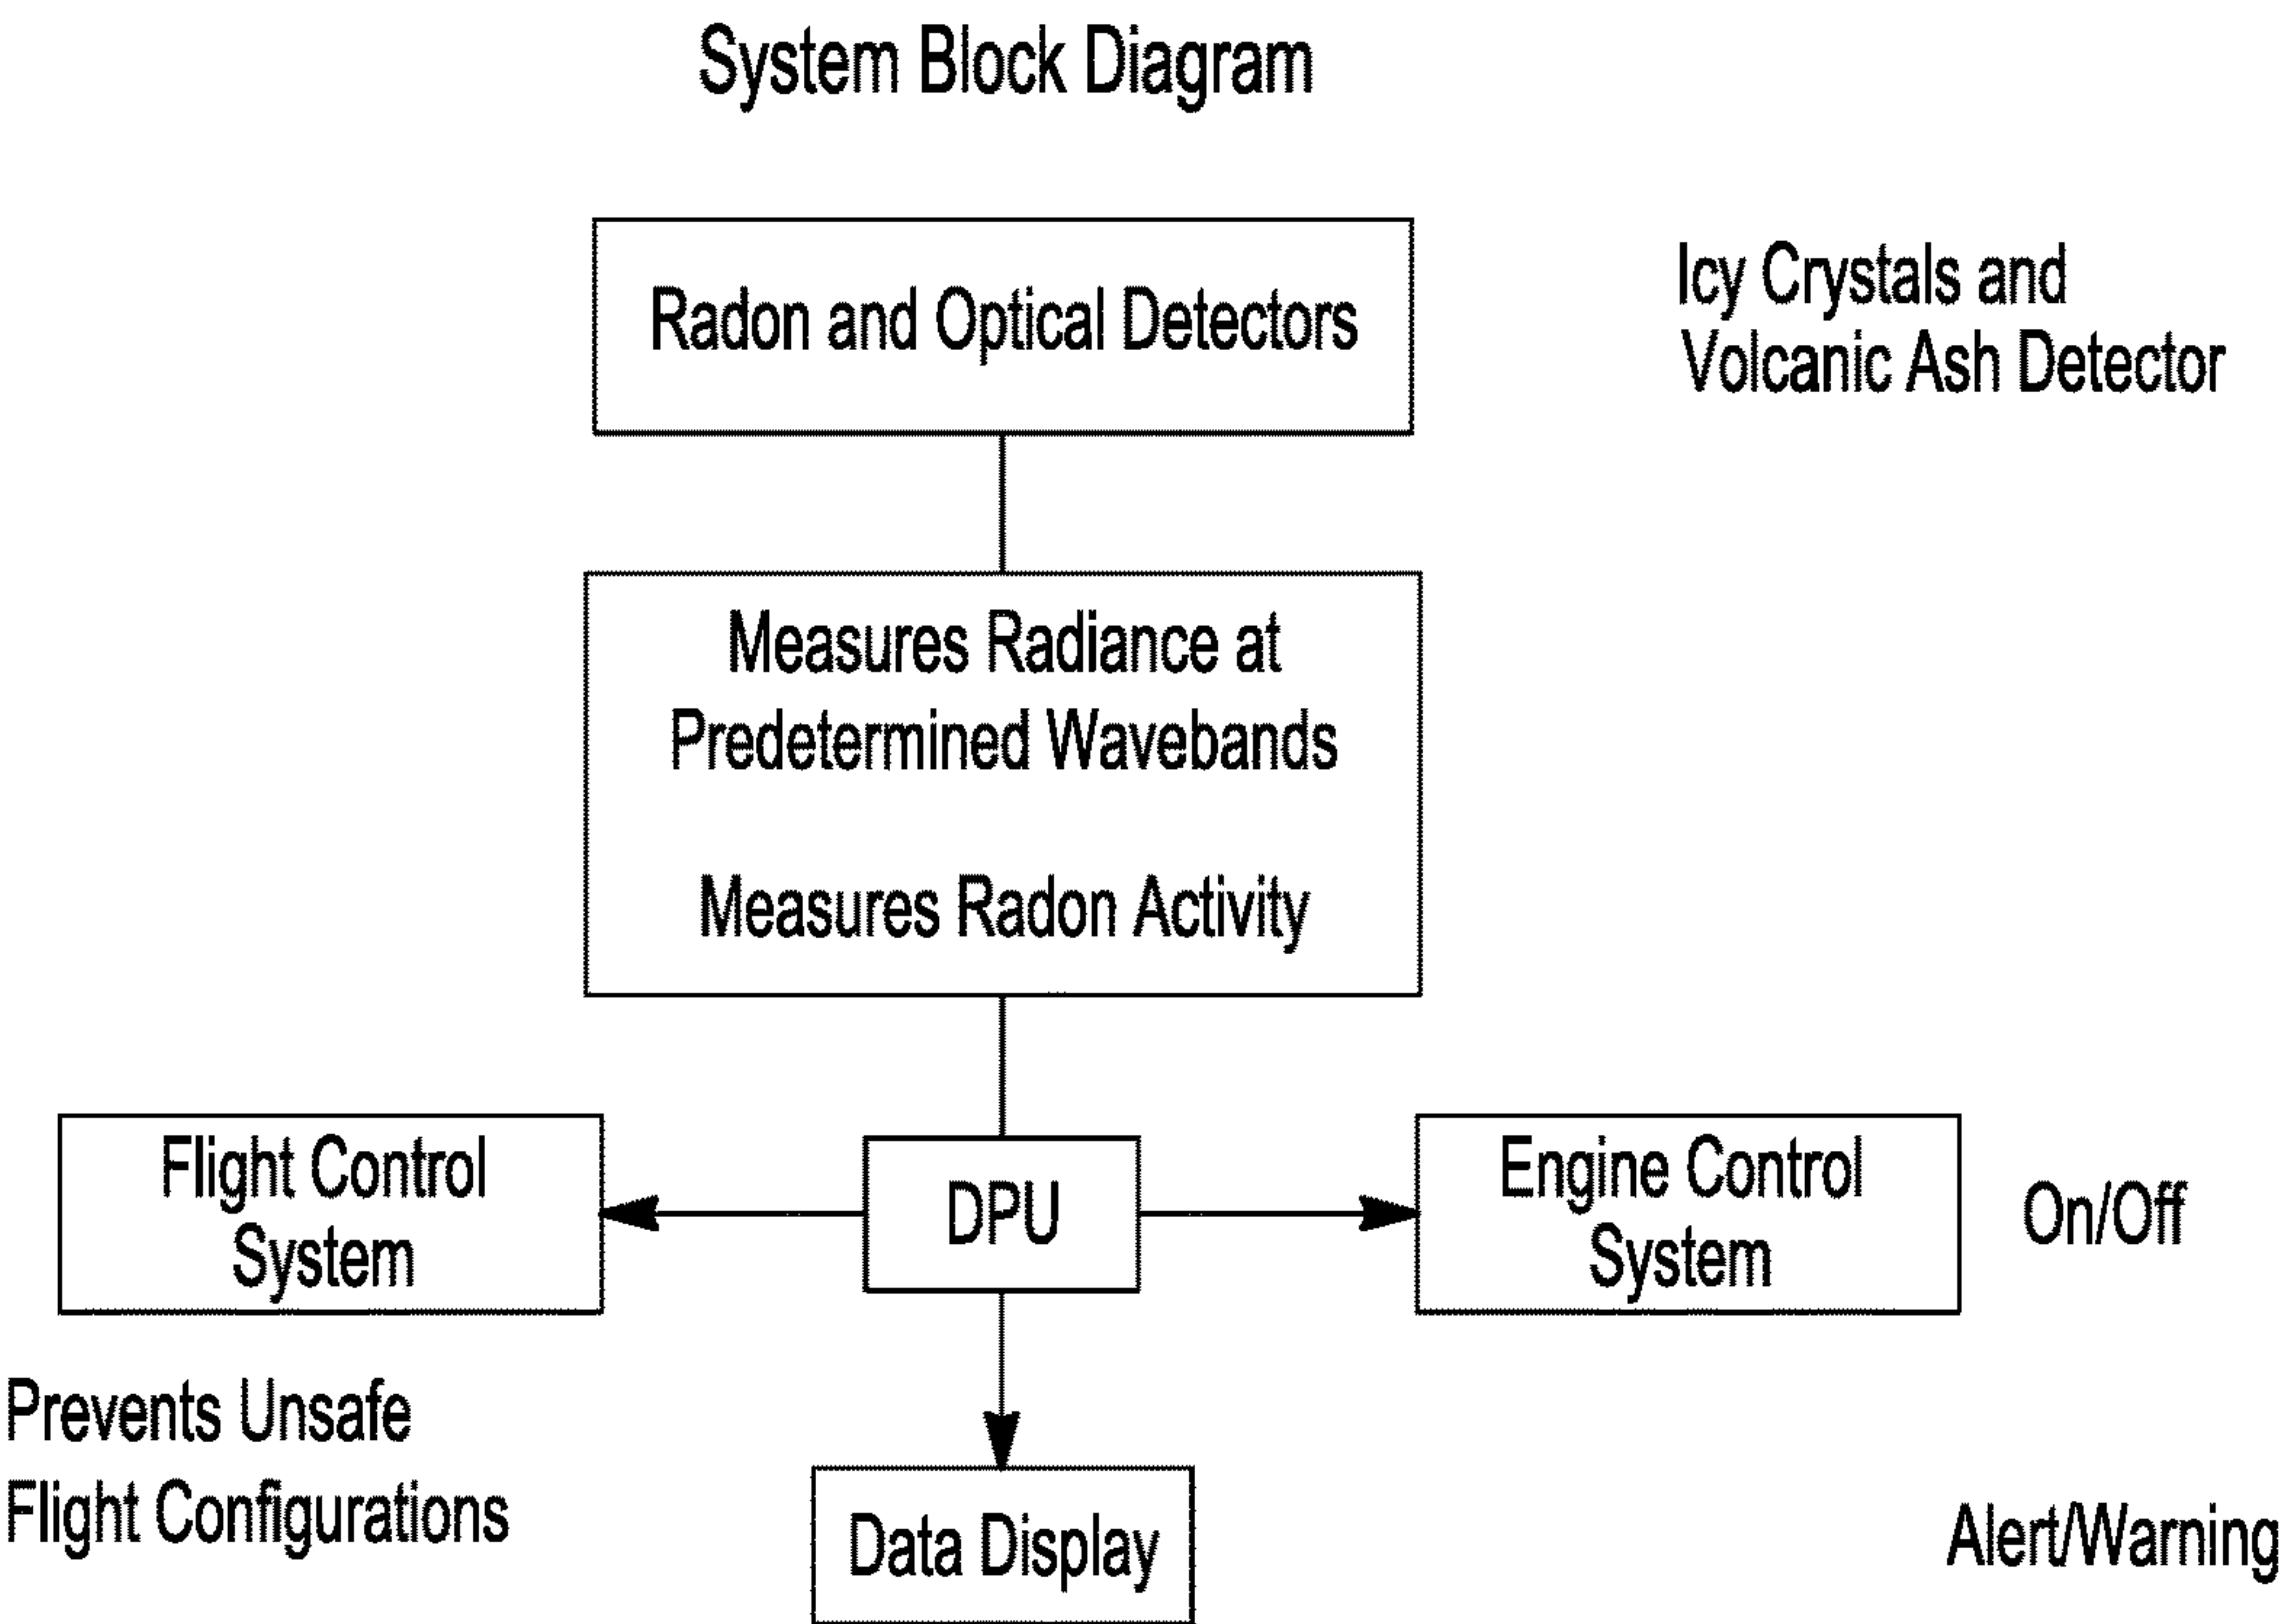 System Block Diagram
Radon and Optical Detectors
Icy Crystals and
Volcanic Ash Detector
Measures Radiance at
Predetermined Wavebands
Measures Radon Activity
Flight Control
System
DPU
Engine Control
System
On/Off
Prevents Unsafe
Flight Configurations
Data Display
Alert/Warning